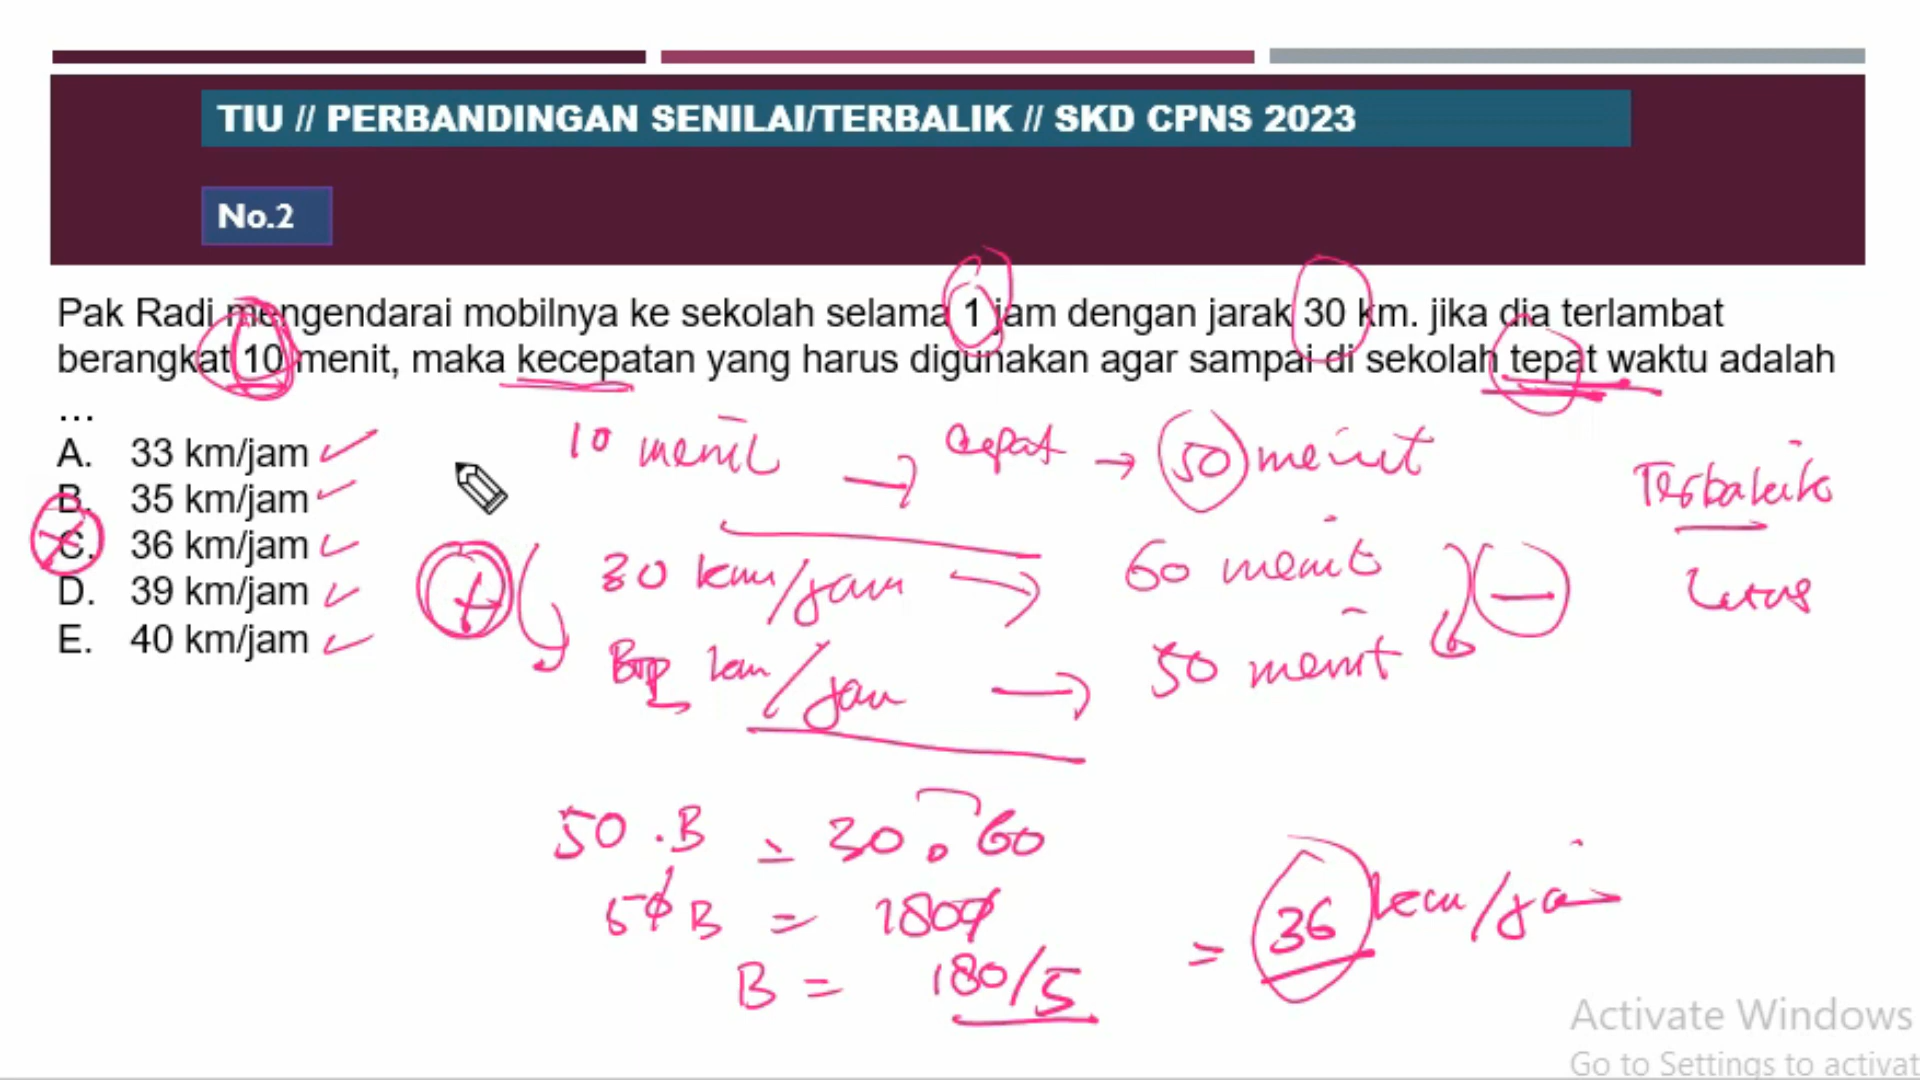 TIU // PERBANDINGAN SENILAI/TERBALIK // SKD CPNS 2023
No.2
Pak Radi mengendarai mobilnya ke sekolah selama 1 jam dengan jarak 30 km. jika dia terlambat
berangkat 10 menit, maka kecepatan yang harus digunakan agar sampai di sekolah tepat waktu adalah
...
A. 33 km/jam
B. 35 km/jam
C. 36 km/jam
D. 39 km/jam
E. 40 km/jam
10 menit → cepat → 50 menit
Terbalik
+ 30 km/jam → 60 menit −
Lurus
Brp km/jam → 50 menit
50 . B = 30 . 60
50 B = 1800
B = 180/5 = 36 km/jam
Activate Windows
Go to Settings to activat